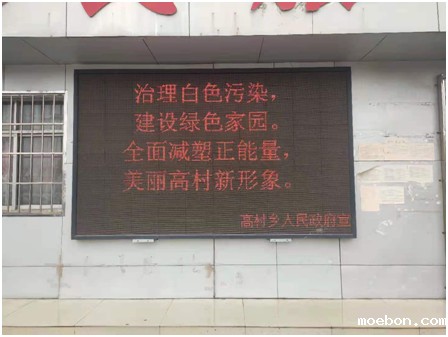 治理白色污染，
建设绿色家园。
全面减塑正能量，
美丽高村新形象。
高村乡人民政府宣
moebon.com